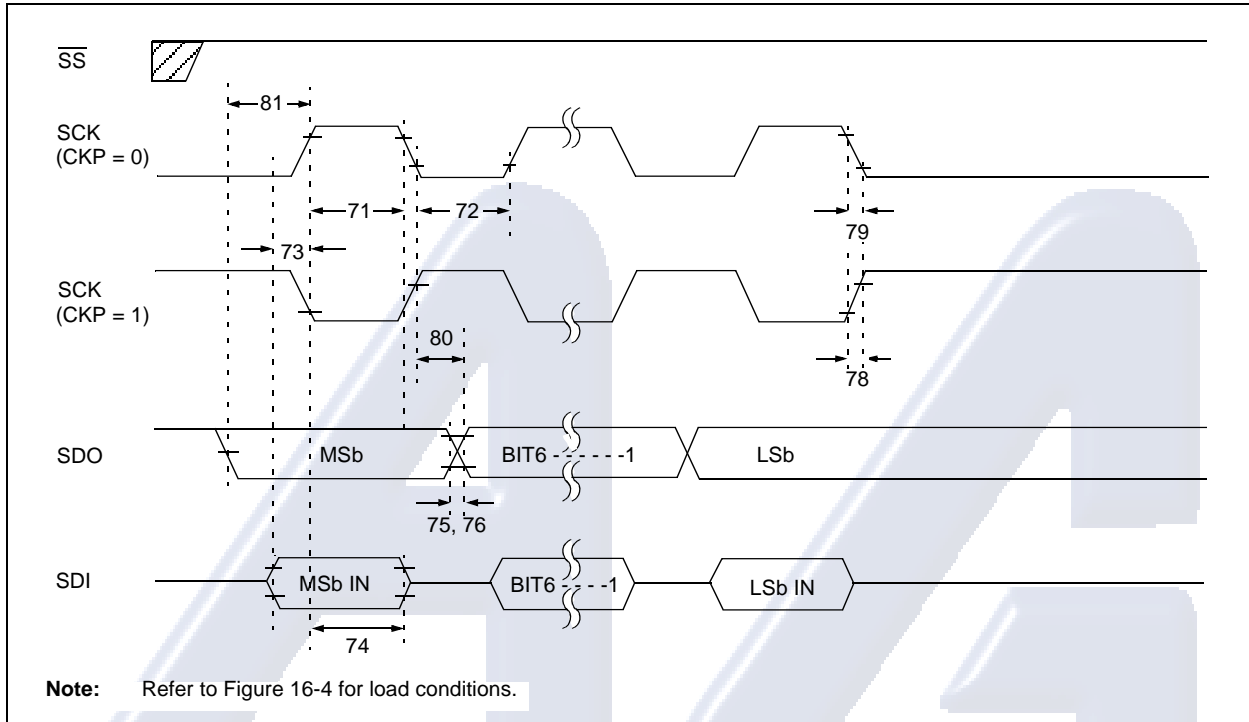 SS
81
SCK
(CKP = 0)
71
72
79
73
SCK
(CKP = 1)
80
78
SDO
MSb
BIT6 - - - - - -1
LSb
75, 76
SDI
MSb IN
BIT6 - - - - -1
LSb IN
74
Note: Refer to Figure 16-4 for load conditions.